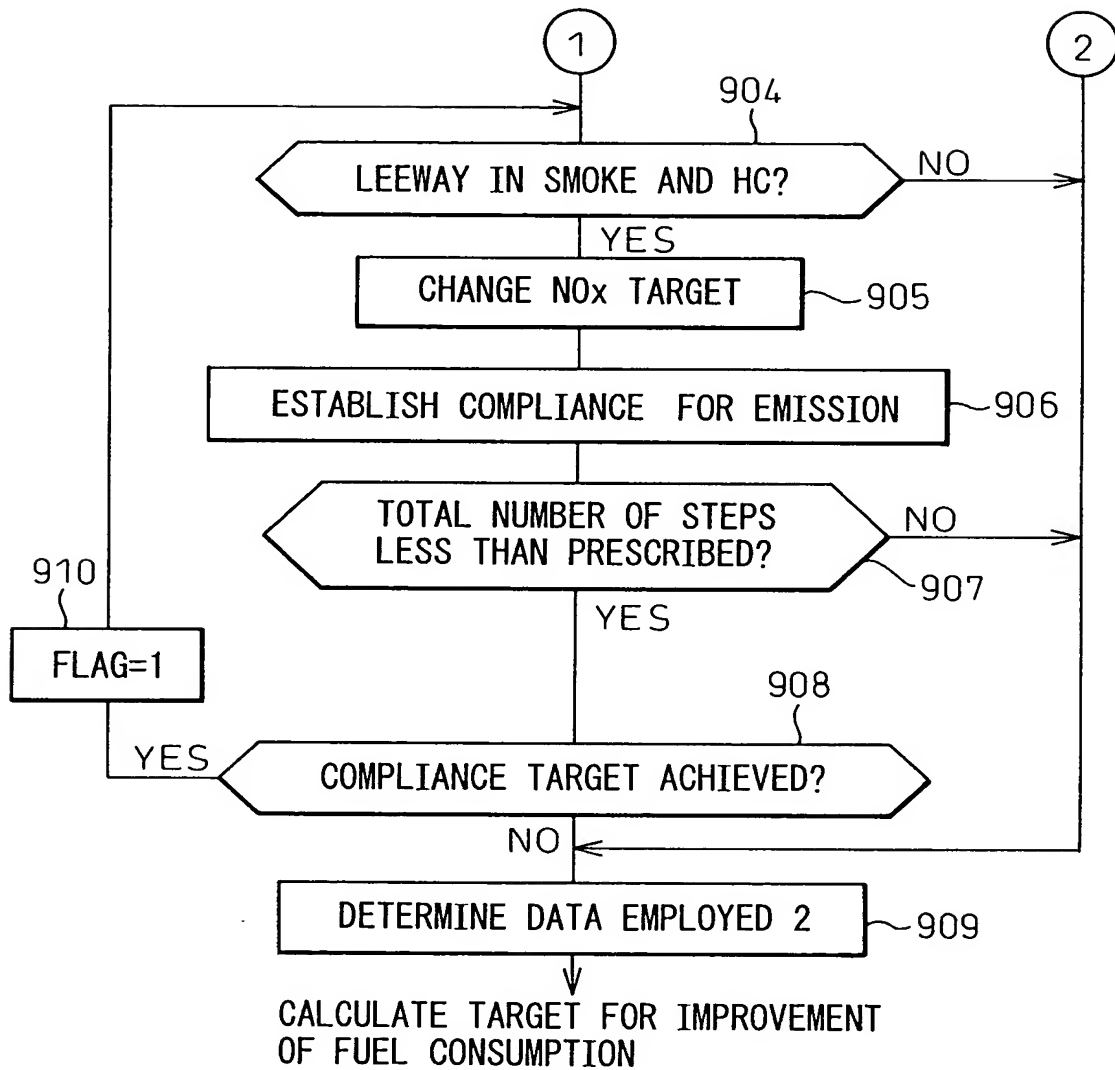 1
2
904
LEEWAY IN SMOKE AND HC?
NO
YES
CHANGE NOx TARGET
905
ESTABLISH COMPLIANCE FOR EMISSION
906
TOTAL NUMBER OF STEPS
LESS THAN PRESCRIBED?
NO
907
910
YES
FLAG=1
908
YES
COMPLIANCE TARGET ACHIEVED?
NO
DETERMINE DATA EMPLOYED 2
909
CALCULATE TARGET FOR IMPROVEMENT
OF FUEL CONSUMPTION